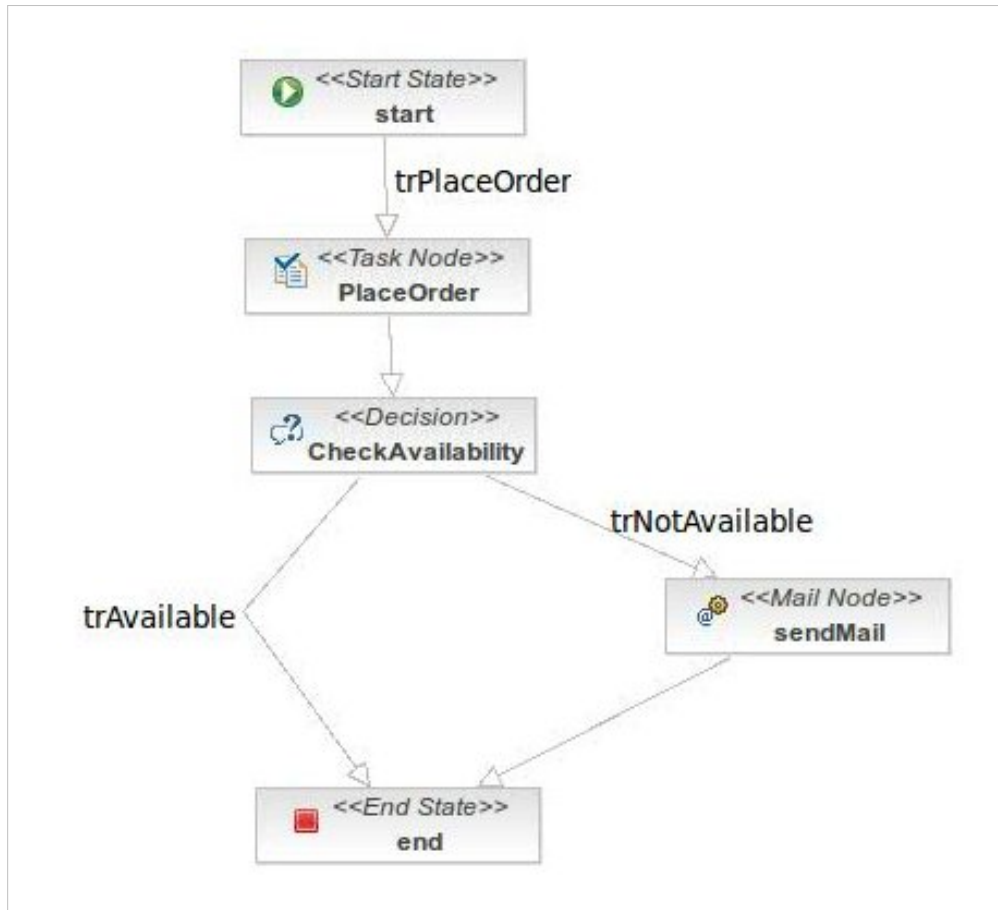 <<Start State>>
start
trPlaceOrder
<<Task Node>>
PlaceOrder
<<Decision>>
CheckAvailability
trNotAvailable
<<Mail Node>>
sendMail
trAvailable
<<End State>>
end